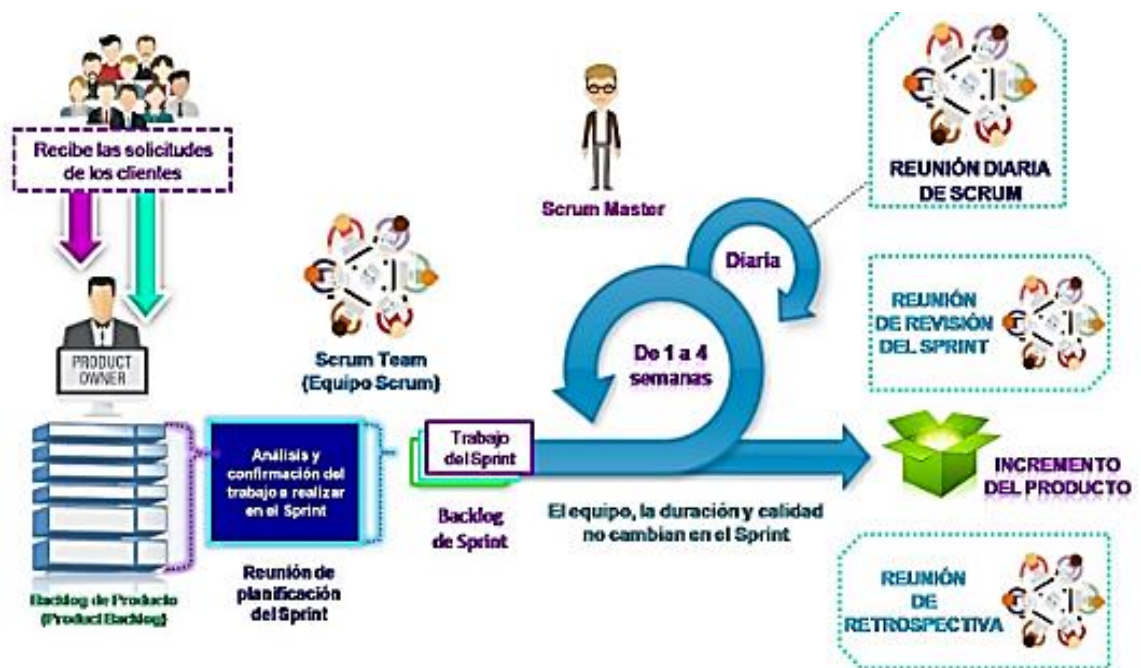 Recibe las solicitudes
de los clientes
PRODUCT
OWNER
Backlog de Producto
(Product Backlog)
Análisis y
confirmación del
trabajo a realizar
en el Sprint
Reunión de
planificación
del Sprint
Scrum Team
(Equipo Scrum)
Trabajo
del Sprint
Backlog
de Sprint
Scrum Master
Diaria
De 1 a 4
semanas
El equipo, la duración y calidad
no cambian en el Sprint
REUNIÓN DIARIA
DE SCRUM
REUNIÓN
DE REVISIÓN
DEL SPRINT
INCREMENTO
DEL PRODUCTO
REUNIÓN
DE
RETROSPECTIVA